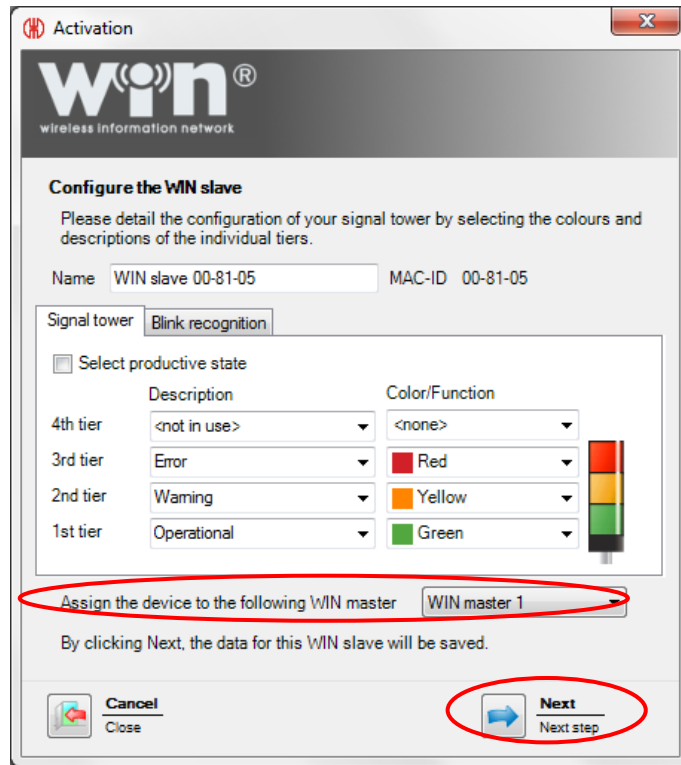 Activation
win®
wireless information network
Configure the WIN slave
Please detail the configuration of your signal tower by selecting the colours and
descriptions of the individual tiers.
Name WIN slave 00-81-05 MAC-ID 00-81-05
Signal tower Blink recognition
Select productive state
Description Color/Function
4th tier <not in use> <none>
3rd tier Error Red
2nd tier Warning Yellow
1st tier Operational Green
Assign the device to the following WIN master WIN master 1
By clicking Next, the data for this WIN slave will be saved.
Cancel Next
Close Next step